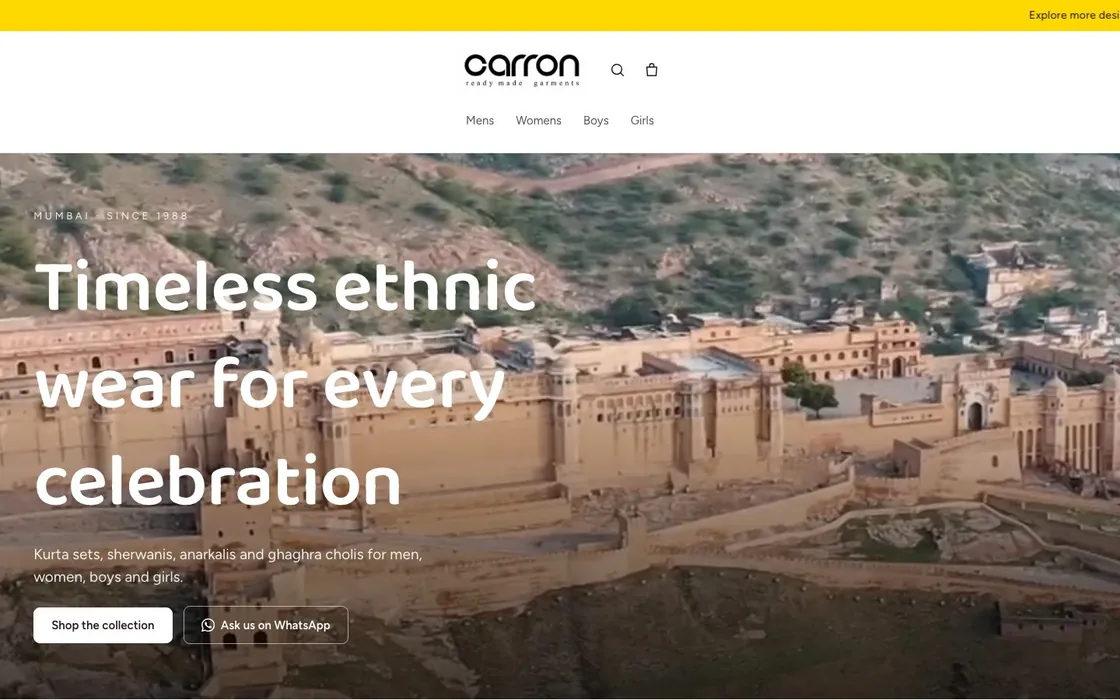 Explore more desi
carron
ready made garments
Mens Womens Boys Girls
MUMBAI · SINCE 1988
Timeless ethnic
wear for every
celebration
Kurta sets, sherwanis, anarkalis and ghaghra cholis for men,
women, boys and girls.
Shop the collection Ask us on WhatsApp